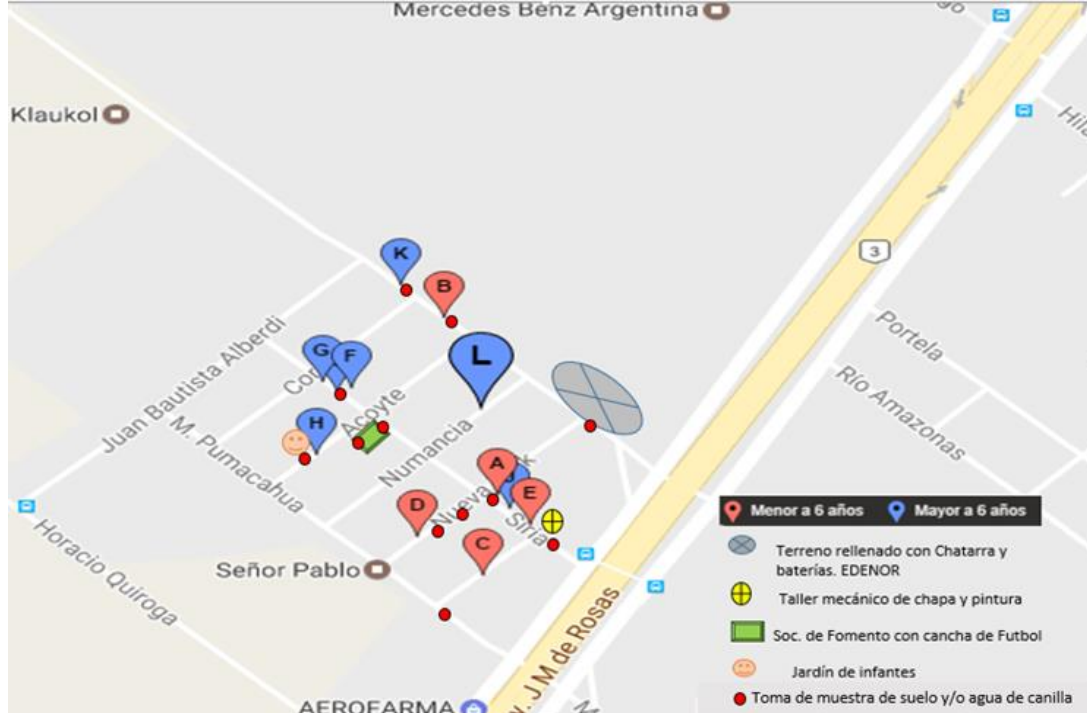 Mercedes Benz Argentina
Klaukol
3
K
B
L
G
F
H
A
E
D
C
Juan Bautista Alberdi
M. Pumacahua
Acoyte
Numancia
Siria
Portela
Río Amazonas
Horacio Quiroga
Señor Pablo
J M de Rosas
AEROFARMA
Menor a 6 años
Mayor a 6 años
Terreno rellenado con Chatarra y
baterías. EDENOR
Taller mecánico de chapa y pintura
Soc. de Fomento con cancha de Futbol
Jardín de infantes
Toma de muestra de suelo y/o agua de canilla